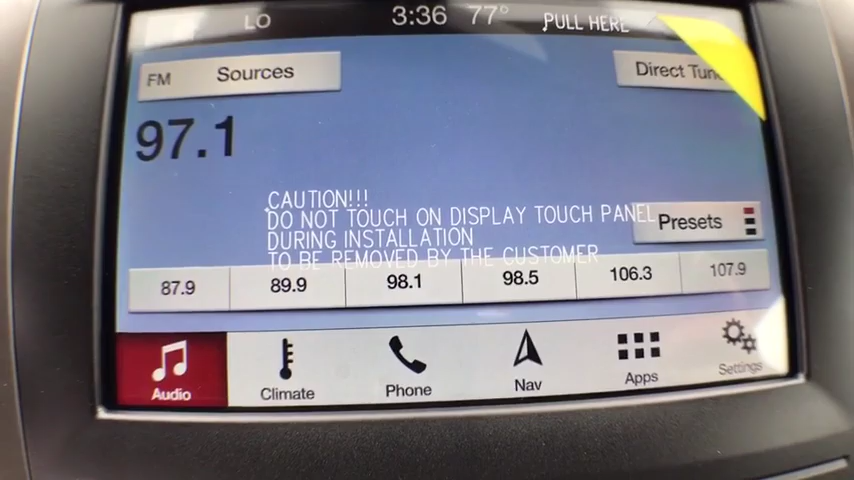 LO 3:36 77° PULL HERE
FM Sources Direct Tune
97.1
CAUTION!!!
DO NOT TOUCH ON DISPLAY TOUCH PANEL
DURING INSTALLATION
TO BE REMOVED BY THE CUSTOMER
Presets
87.9 89.9 98.1 98.5 106.3 107.9
Audio Climate Phone Nav Apps Settings